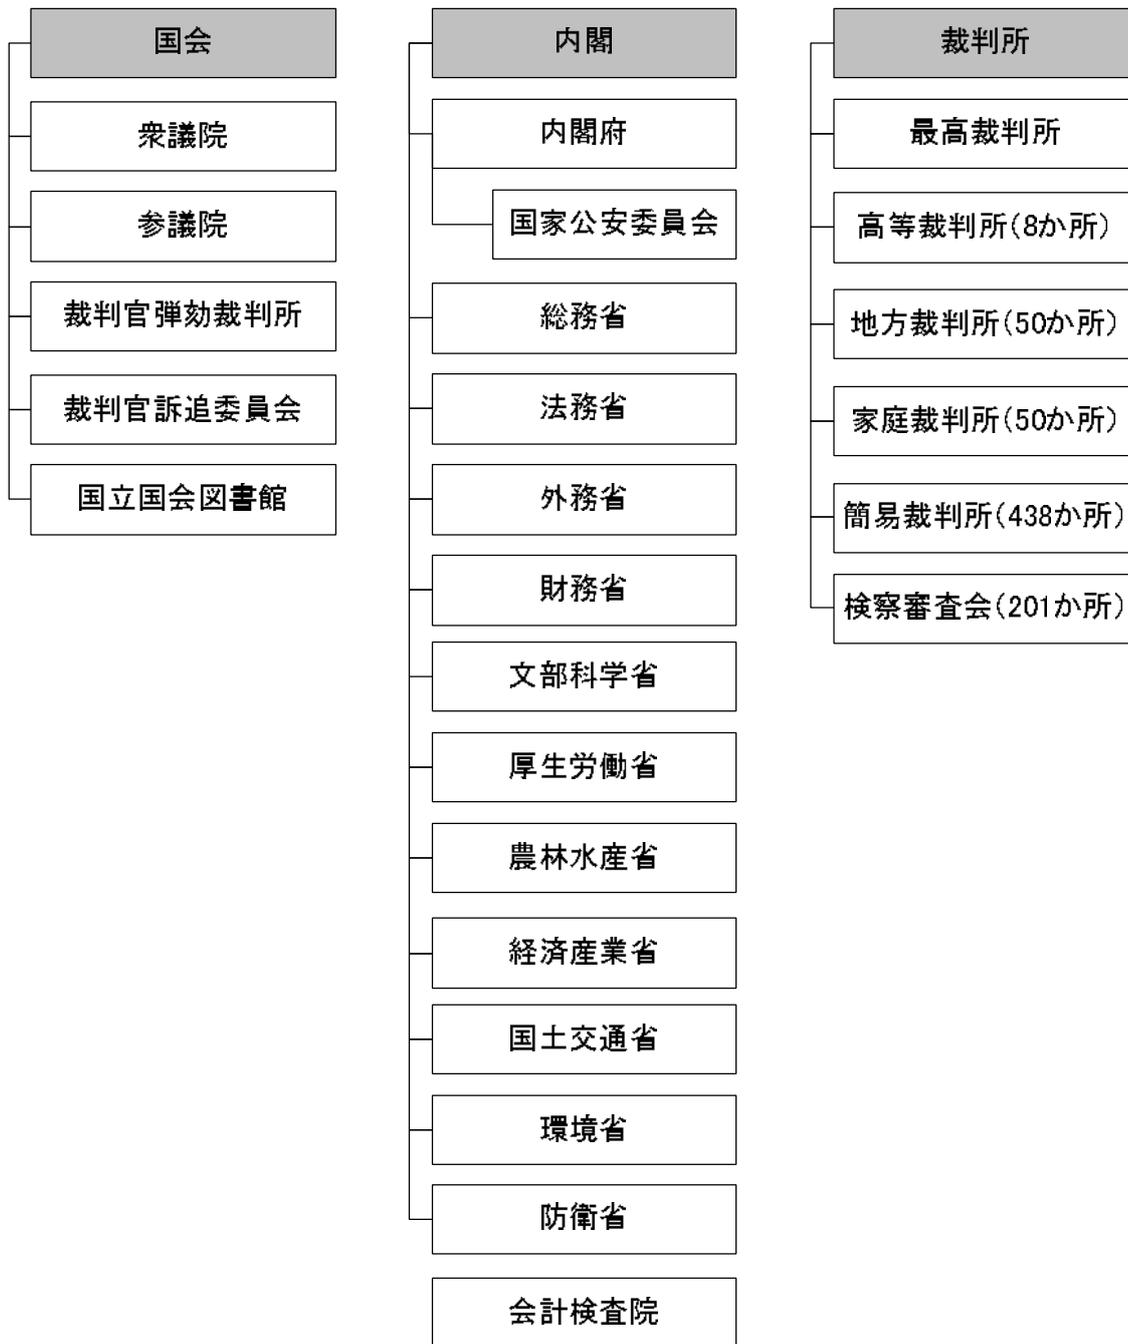 国会
衆議院
参議院
裁判官弾劾裁判所
裁判官訴追委員会
国立国会図書館
内閣
内閣府
国家公安委員会
総務省
法務省
外務省
財務省
文部科学省
厚生労働省
農林水産省
経済産業省
国土交通省
環境省
防衛省
会計検査院
裁判所
最高裁判所
高等裁判所(8か所)
地方裁判所(50か所)
家庭裁判所(50か所)
簡易裁判所(438か所)
検察審査会(201か所)